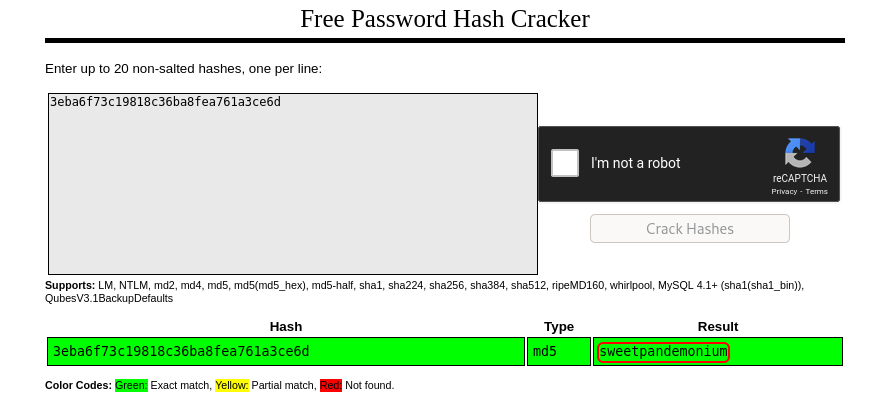 Free Password Hash Cracker
Enter up to 20 non-salted hashes, one per line:
3eba6f73c19818c36ba8fea761a3ce6d
I'm not a robot
reCAPTCHA
Privacy - Terms
Crack Hashes
Supports: LM, NTLM, md2, md4, md5, md5(md5_hex), md5-half, sha1, sha224, sha256, sha384, sha512, ripeMD160, whirlpool, MySQL 4.1+ (sha1(sha1_bin)),
QubesV3.1BackupDefaults
Hash Type Result
3eba6f73c19818c36ba8fea761a3ce6d md5 sweetpandemonium
Color Codes: Green: Exact match, Yellow: Partial match, Red: Not found.